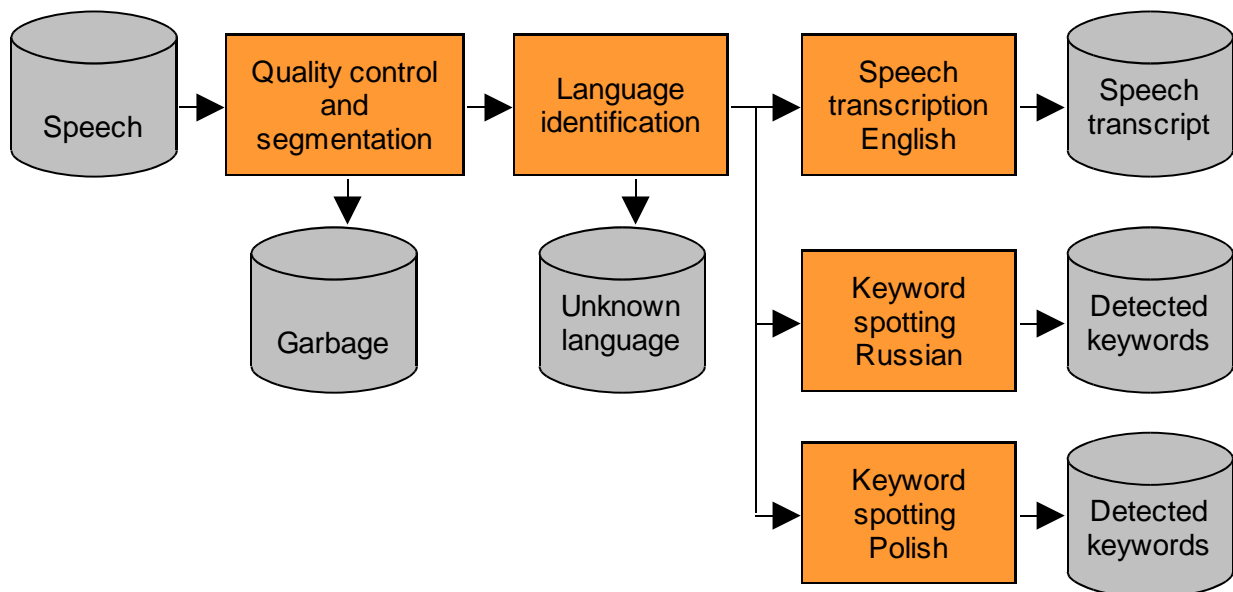 Speech
Quality control
and
segmentation
Language
identification
Speech
transcription
English
Speech
transcript
Garbage
Unknown
language
Keyword
spotting
Russian
Detected
keywords
Keyword
spotting
Polish
Detected
keywords